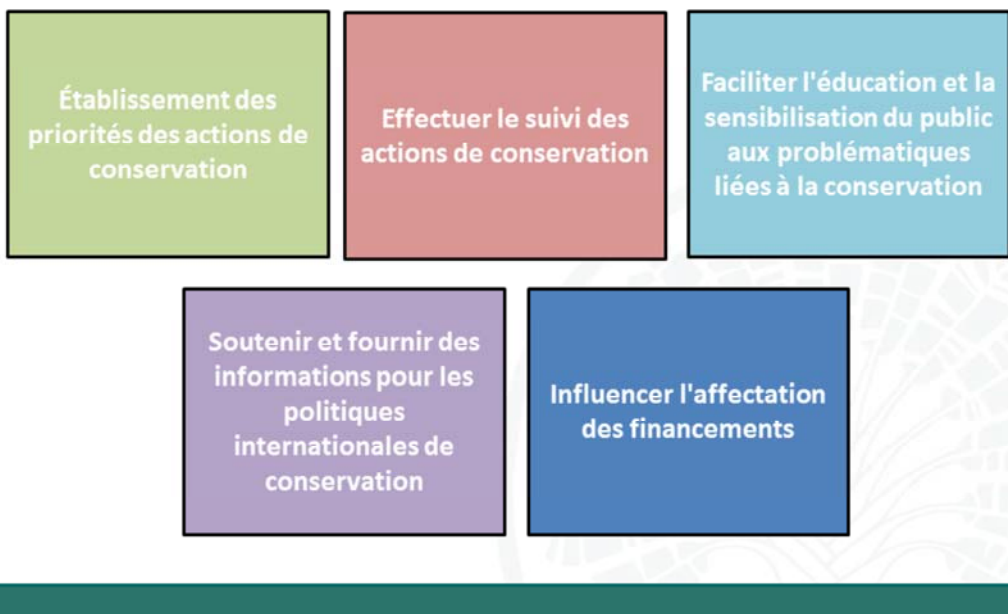 Établissement des
priorités des actions de
conservation
Effectuer le suivi des
actions de conservation
Faciliter l'éducation et la
sensibilisation du public
aux problématiques
liées à la conservation
Soutenir et fournir des
informations pour les
politiques
internationales de
conservation
Influencer l'affectation
des financements